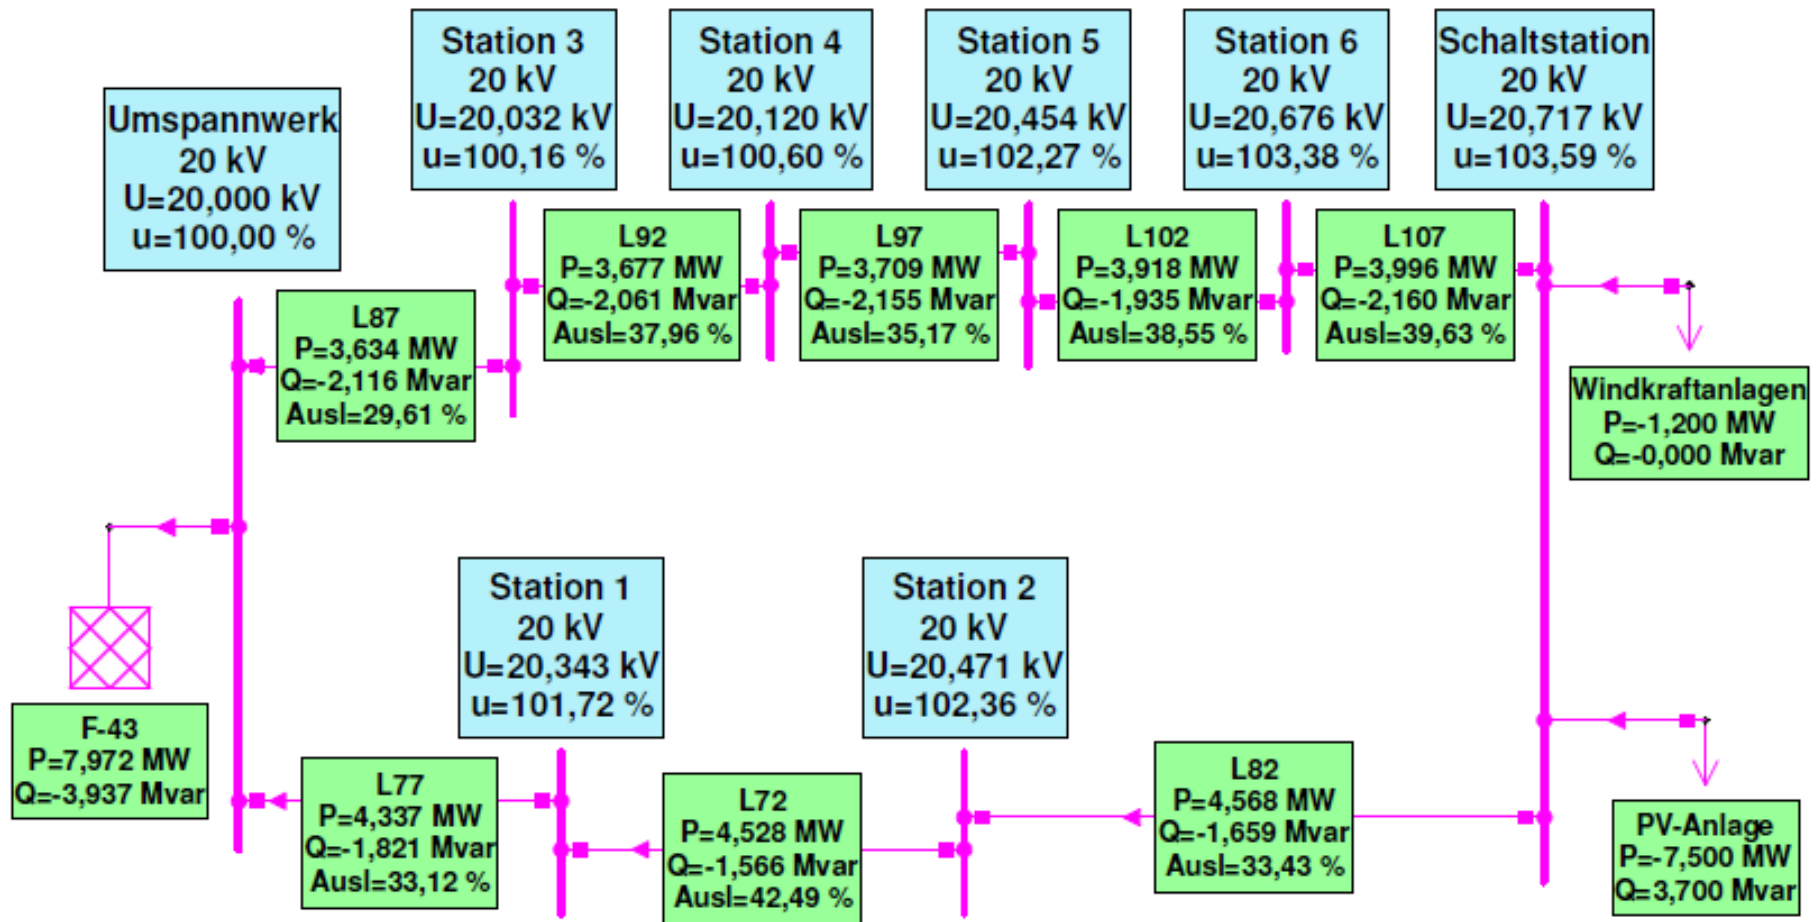 Umspannwerk
20 kV
U=20,000 kV
u=100,00 %
Station 3
20 kV
U=20,032 kV
u=100,16 %
Station 4
20 kV
U=20,120 kV
u=100,60 %
Station 5
20 kV
U=20,454 kV
u=102,27 %
Station 6
20 kV
U=20,676 kV
u=103,38 %
Schaltstation
20 kV
U=20,717 kV
u=103,59 %
L87
P=3,634 MW
Q=-2,116 Mvar
Ausl=29,61 %
L92
P=3,677 MW
Q=-2,061 Mvar
Ausl=37,96 %
L97
P=3,709 MW
Q=-2,155 Mvar
Ausl=35,17 %
L102
P=3,918 MW
Q=-1,935 Mvar
Ausl=38,55 %
L107
P=3,996 MW
Q=-2,160 Mvar
Ausl=39,63 %
Windkraftanlagen
P=-1,200 MW
Q=-0,000 Mvar
Station 1
20 kV
U=20,343 kV
u=101,72 %
Station 2
20 kV
U=20,471 kV
u=102,36 %
F-43
P=7,972 MW
Q=-3,937 Mvar
L77
P=4,337 MW
Q=-1,821 Mvar
Ausl=33,12 %
L72
P=4,528 MW
Q=-1,566 Mvar
Ausl=42,49 %
L82
P=4,568 MW
Q=-1,659 Mvar
Ausl=33,43 %
PV-Anlage
P=-7,500 MW
Q=3,700 Mvar